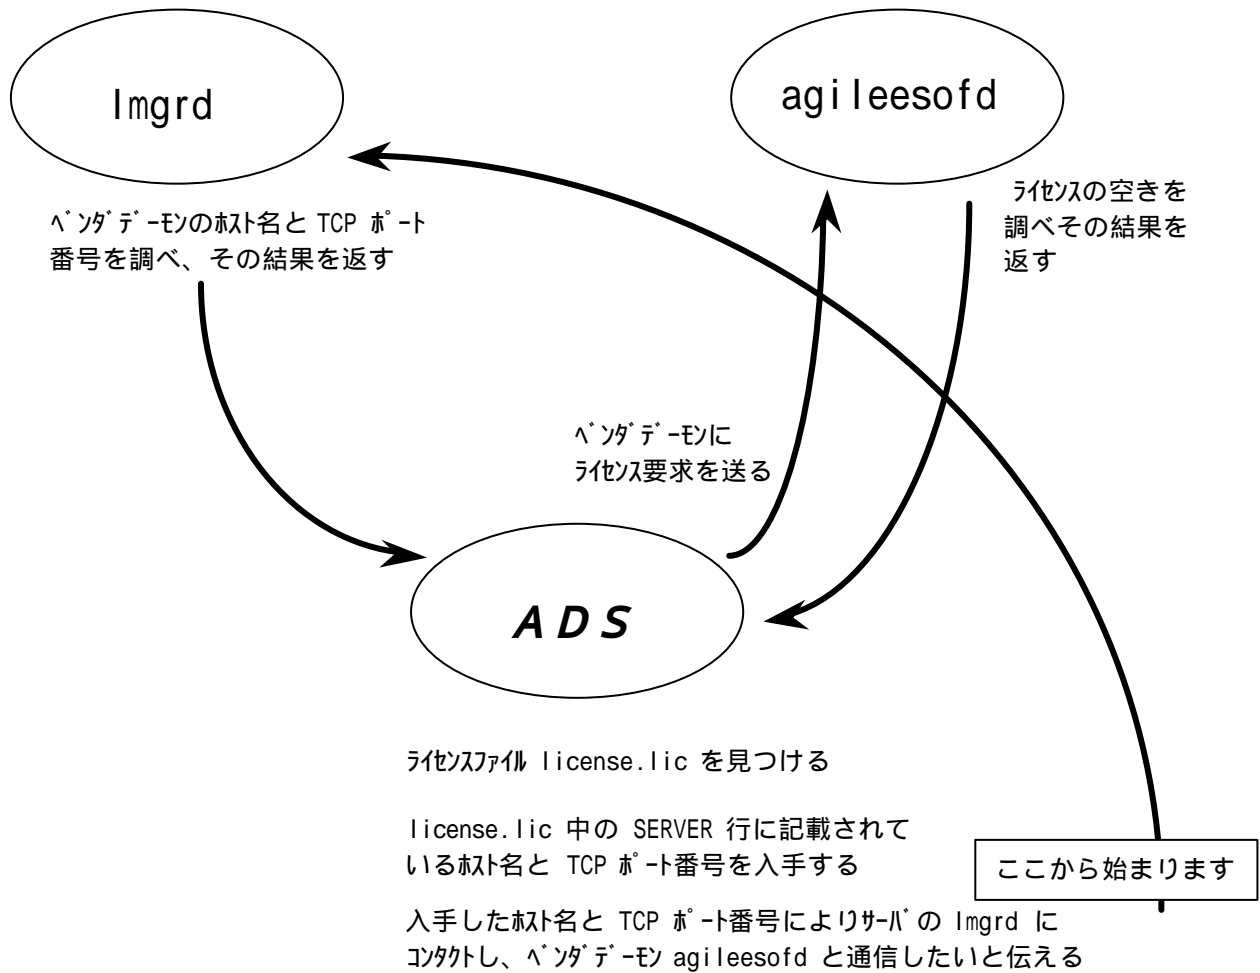 lmgrd
agileesofd
ﾍﾞﾝﾀﾞﾃﾞｰﾓﾝのﾎｽﾄ名と TCP ﾎﾟｰﾄ
番号を調べ、その結果を返す
ﾗｲｾﾝｽの空きを
調べその結果を
返す
ﾍﾞﾝﾀﾞﾃﾞｰﾓﾝに
ﾗｲｾﾝｽ要求を送る
ADS
ﾗｲｾﾝｽﾌｧｲﾙ license.lic を見つける
license.lic 中の SERVER 行に記載されて
いるﾎｽﾄ名と TCP ﾎﾟｰﾄ番号を入手する
ここから始まります
入手したﾎｽﾄ名と TCP ﾎﾟｰﾄ番号によりｻｰﾊﾞの lmgrd に
ｺﾝﾀｸﾄし、ﾍﾞﾝﾀﾞﾃﾞｰﾓﾝ agileesofd と通信したいと伝える